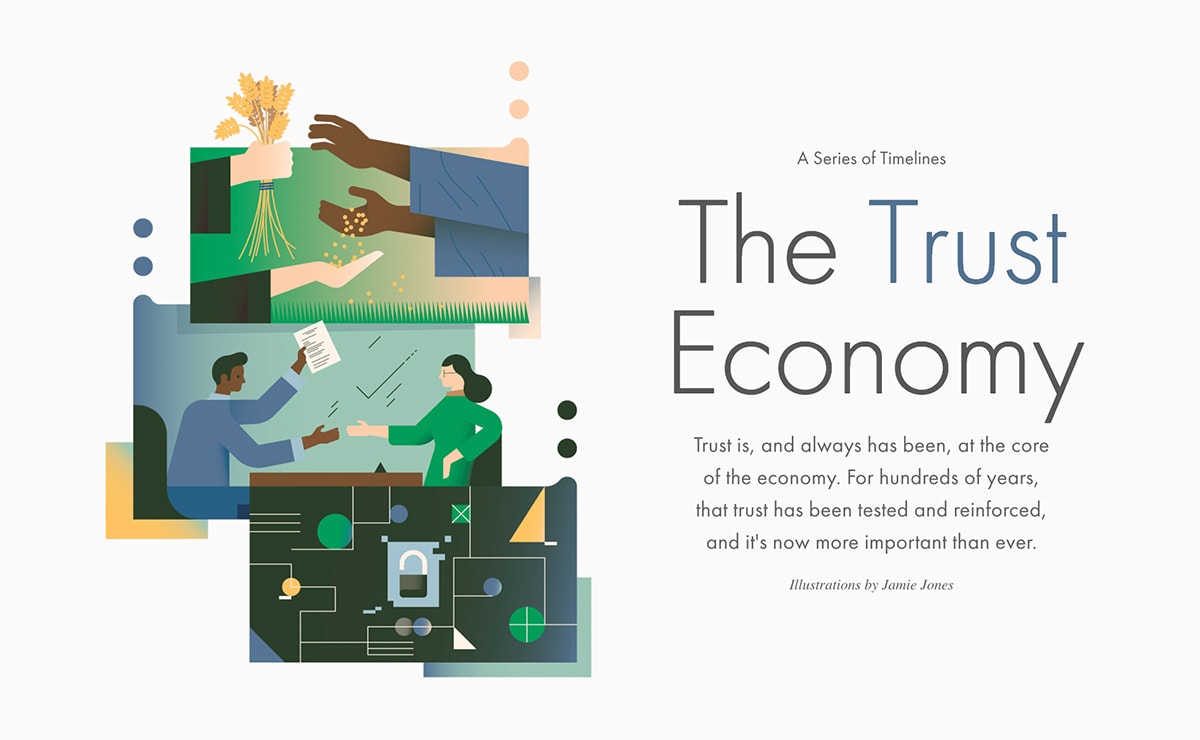 A Series of Timelines
The Trust
Economy
Trust is, and always has been, at the core
of the economy. For hundreds of years,
that trust has been tested and reinforced,
and it's now more important than ever.
Illustrations by Jamie Jones